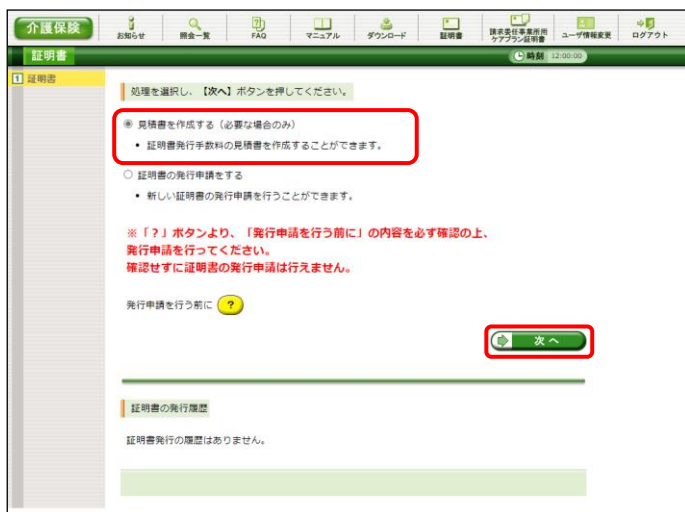 介護保険
お知らせ
照会一覧
FAQ
マニュアル
ダウンロード
証明書
請求委任事業所用
ケアプラン証明書
ユーザ情報変更
ログアウト
証明書
時刻 12:00:00
1 証明書
処理を選択し、【次へ】ボタンを押してください。
見積書を作成する（必要な場合のみ）
• 証明書発行手数料の見積書を作成することができます。
証明書の発行申請をする
• 新しい証明書の発行申請を行うことができます。
※「？」ボタンより、「発行申請を行う前に」の内容を必ず確認の上、
発行申請を行ってください。
確認せずに証明書の発行申請は行えません。
発行申請を行う前に ?
次へ
証明書の発行履歴
証明書発行の履歴はありません。